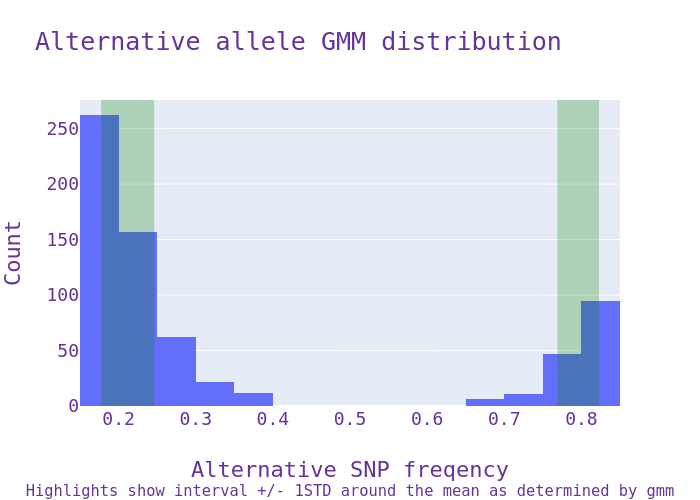 Alternative allele GMM distribution
Count
250
200
150
100
50
0
0.2 0.3 0.4 0.5 0.6 0.7 0.8
Alternative SNP freqency
Highlights show interval +/- 1STD around the mean as determined by gmm